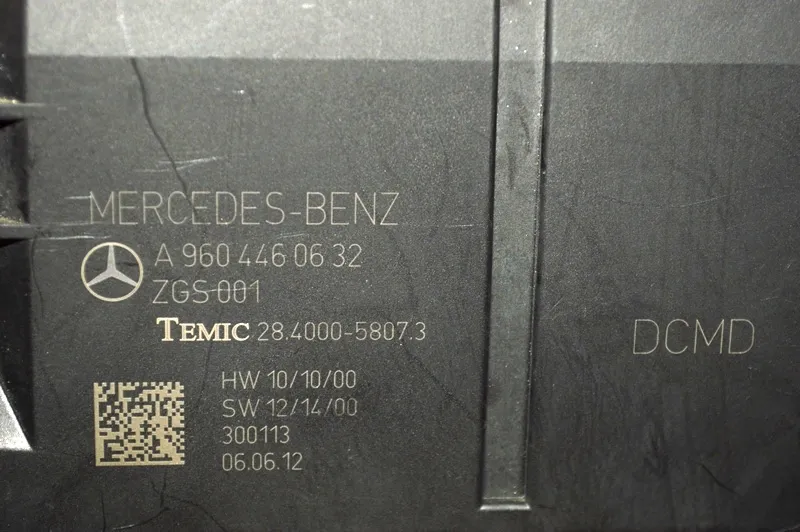 MERCEDES-BENZ
A 960 446 06 32
ZGS-001
TEMIC 28.4000-5807.3
DCMD
HW 10/10/00
SW 12/14/00
300113
06.06.12